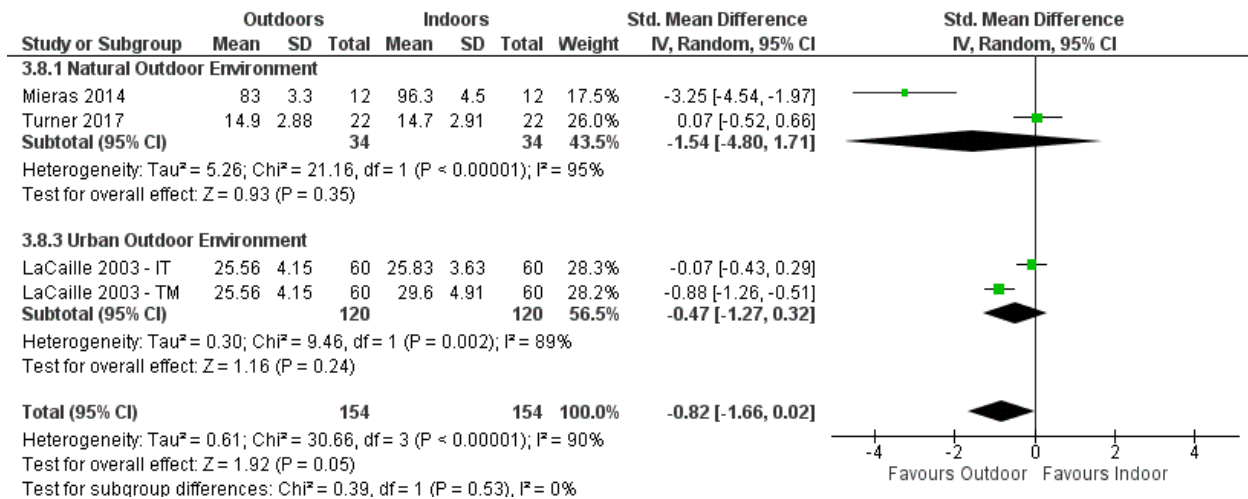 Outdoors Indoors Std. Mean Difference Std. Mean Difference
Study or Subgroup Mean SD Total Mean SD Total Weight IV, Random, 95% CI IV, Random, 95% CI
3.8.1 Natural Outdoor Environment
Mieras 2014 83 3.3 12 96.3 4.5 12 17.5% -3.25 [-4.54, -1.97]
Turner 2017 14.9 2.88 22 14.7 2.91 22 26.0% 0.07 [-0.52, 0.66]
Subtotal (95% CI) 34 34 43.5% -1.54 [-4.80, 1.71]
Heterogeneity: Tau² = 5.26; Chi² = 21.16, df = 1 (P < 0.00001); I² = 95%
Test for overall effect: Z = 0.93 (P = 0.35)
3.8.3 Urban Outdoor Environment
LaCaille 2003 - IT 25.56 4.15 60 25.83 3.63 60 28.3% -0.07 [-0.43, 0.29]
LaCaille 2003 - TM 25.56 4.15 60 29.6 4.91 60 28.2% -0.88 [-1.26, -0.51]
Subtotal (95% CI) 120 120 56.5% -0.47 [-1.27, 0.32]
Heterogeneity: Tau² = 0.30; Chi² = 9.46, df = 1 (P = 0.002); I² = 89%
Test for overall effect: Z = 1.16 (P = 0.24)
Total (95% CI) 154 154 100.0% -0.82 [-1.66, 0.02]
Heterogeneity: Tau² = 0.61; Chi² = 30.66, df = 3 (P < 0.00001); I² = 90%
Test for overall effect: Z = 1.92 (P = 0.05)
Test for subgroup differences: Chi² = 0.39, df = 1 (P = 0.53), I² = 0%
-4 -2 0 2 4
Favours Outdoor Favours Indoor